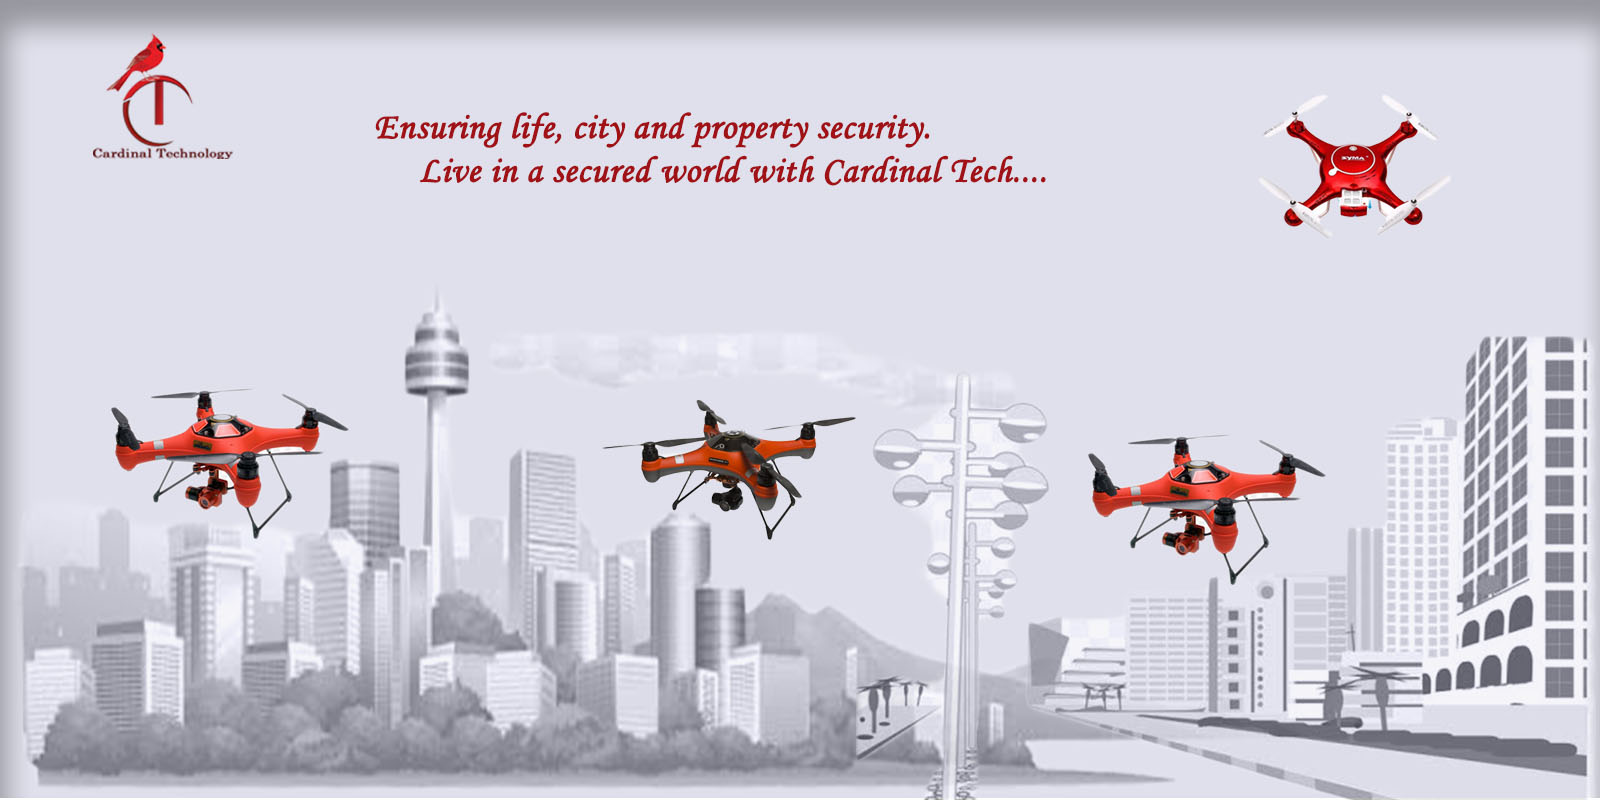 Cardinal Technology
Ensuring life, city and property security.
Live in a secured world with Cardinal Tech....
SYMA